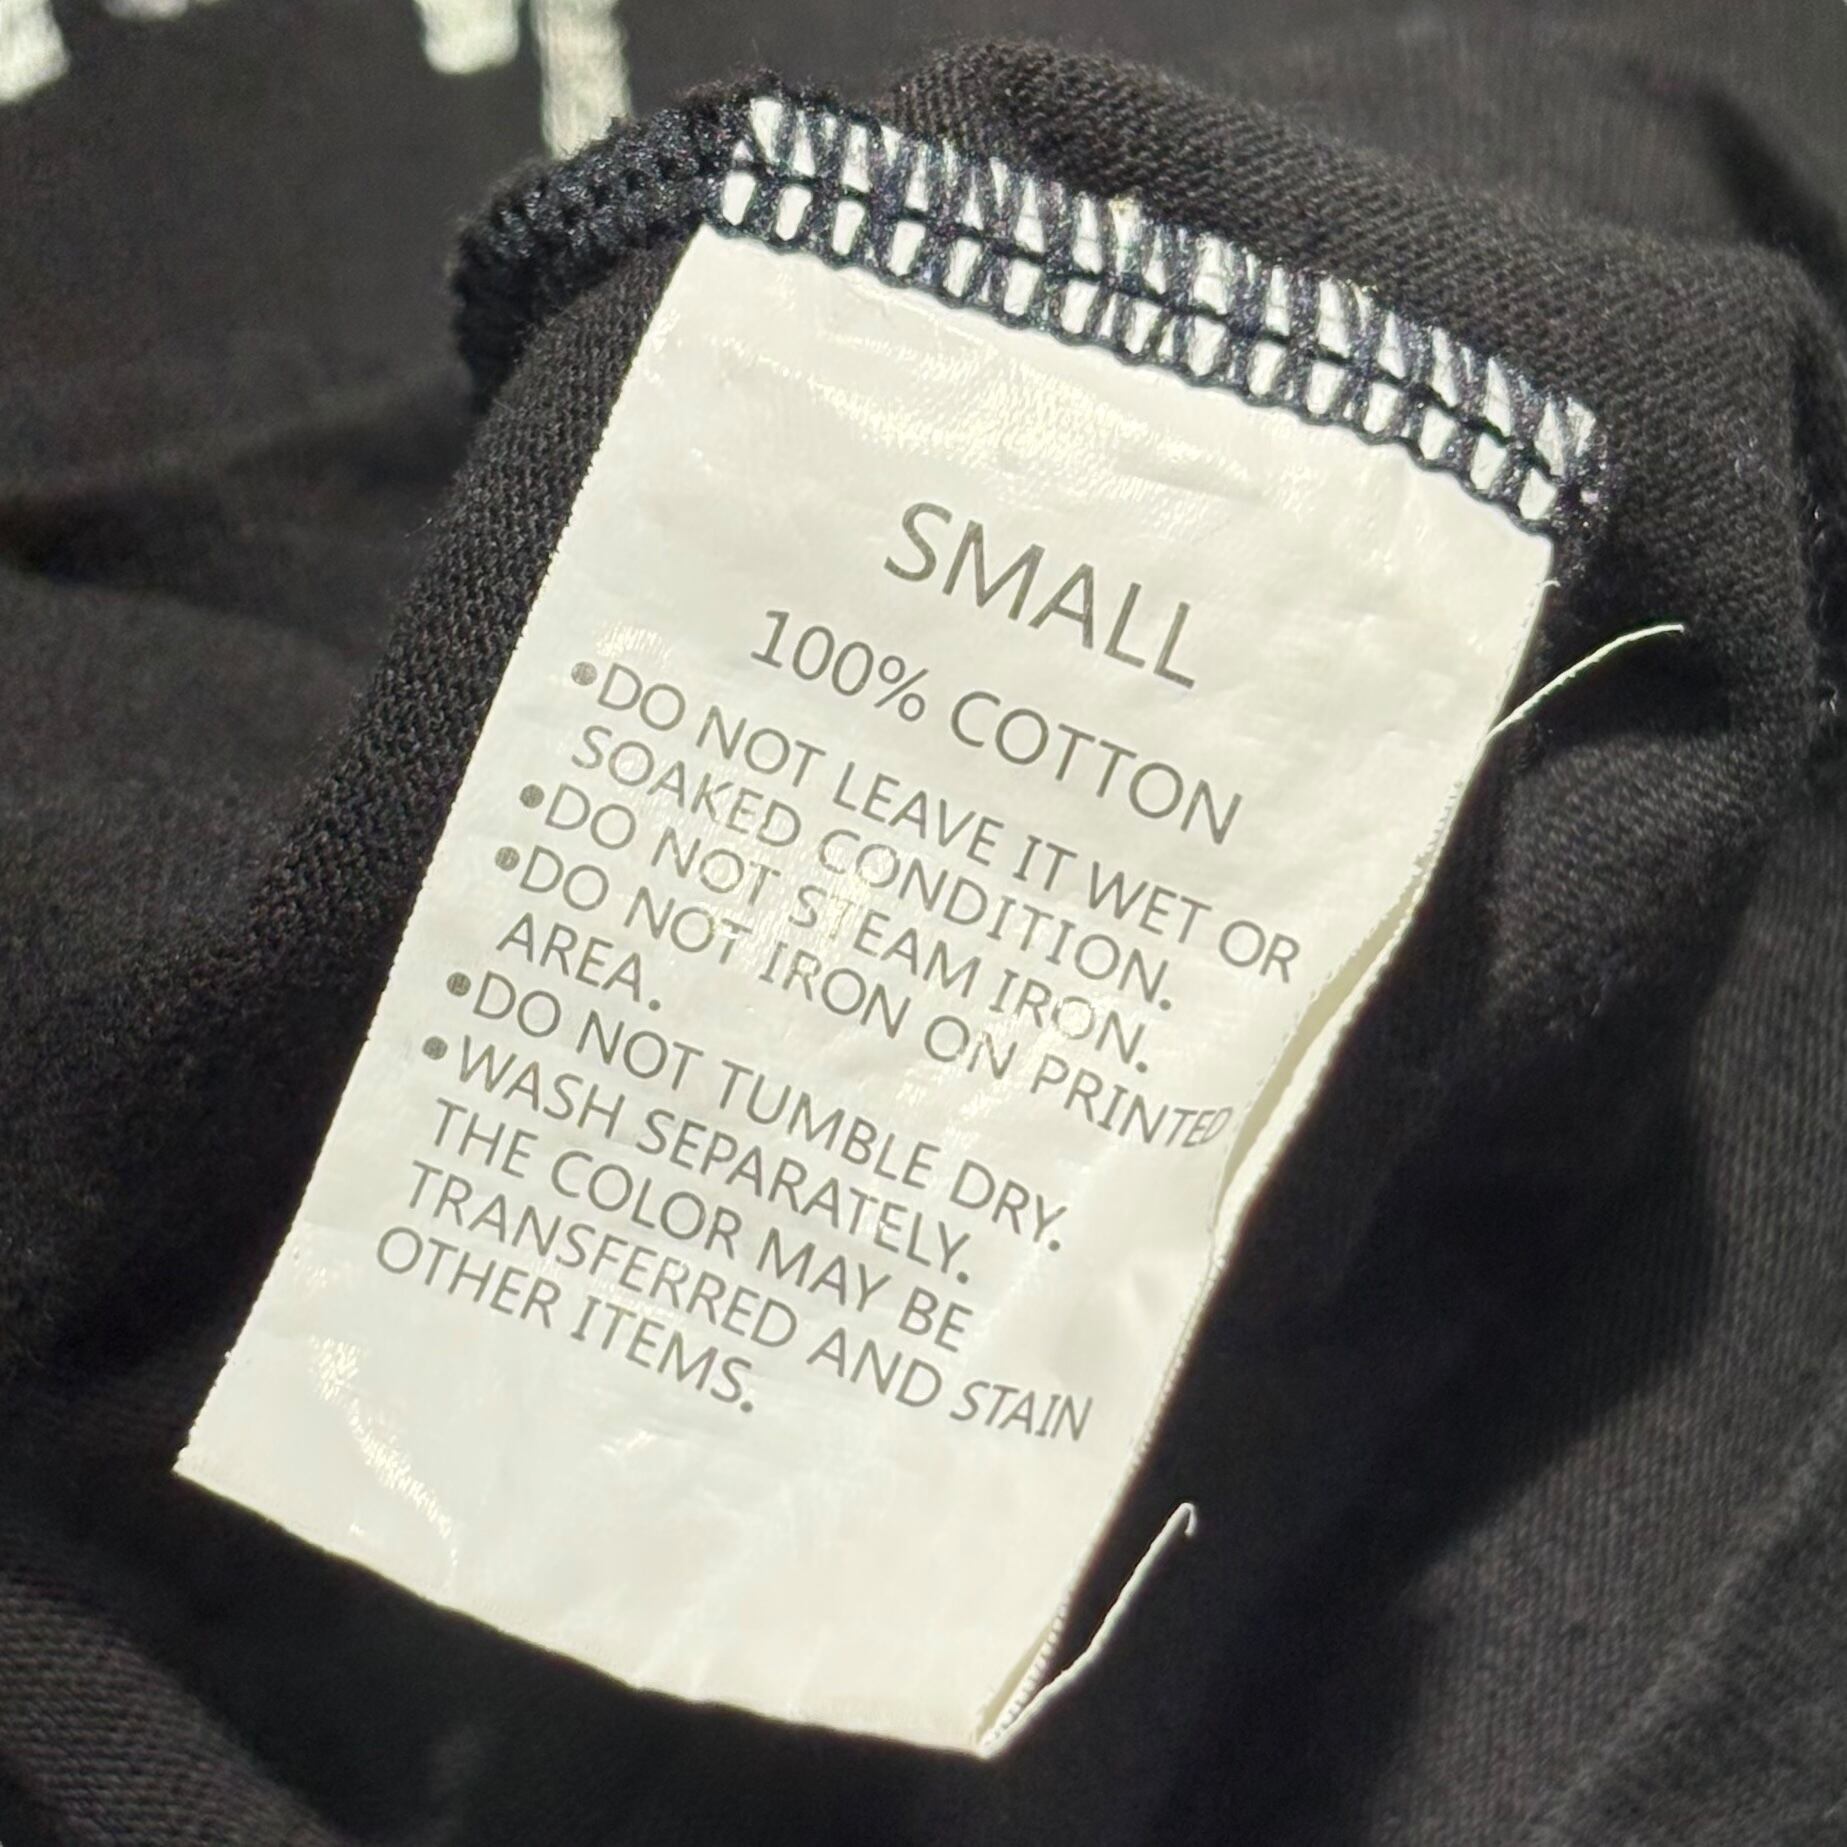 SMALL
100% COTTON
•DO NOT LEAVE IT WET OR
SOAKED CONDITION.
•DO NOT STEAM IRON.
•DO NOT IRON ON PRINTED
AREA.
•DO NOT TUMBLE DRY.
•WASH SEPARATELY.
THE COLOR MAY BE
TRANSFERRED AND STAIN
OTHER ITEMS.